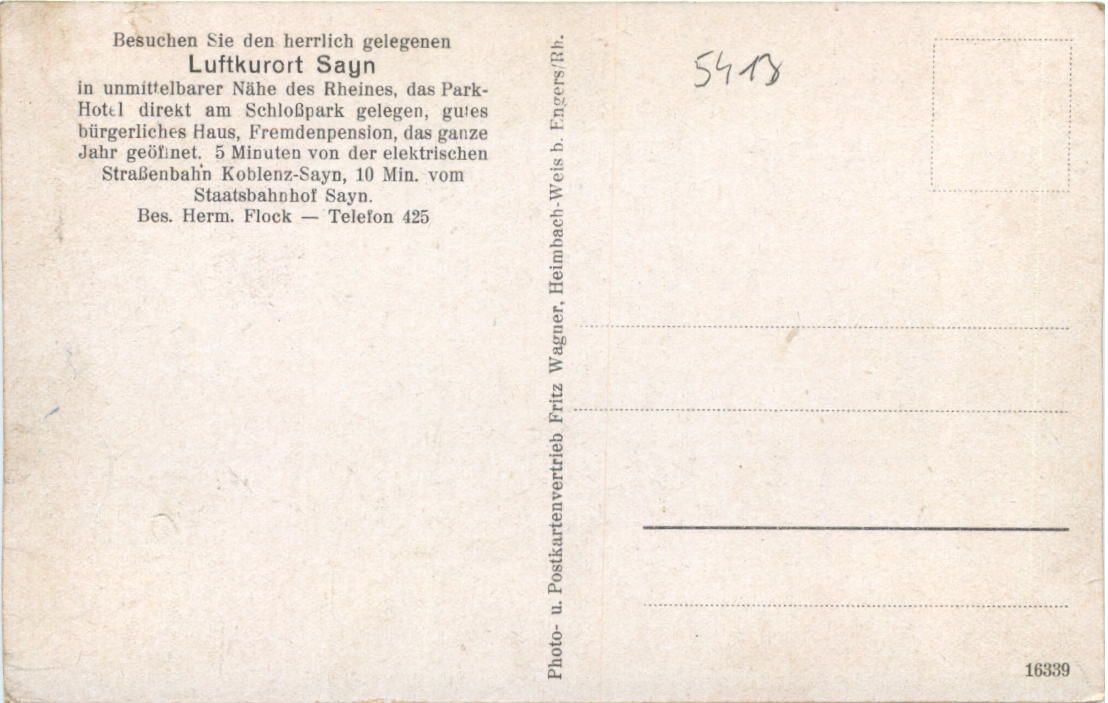 Besuchen Sie den herrlich gelegenen
Luftkurort Sayn
in unmittelbarer Nähe des Rheines, das Park-
Hotel direkt am Schloßpark gelegen, gutes
bürgerliches Haus, Fremdenpension, das ganze
Jahr geöffnet. 5 Minuten von der elektrischen
Straßenbahn Koblenz-Sayn, 10 Min. vom
Staatsbahnhof Sayn.
Bes. Herm. Flock — Telefon 425
Photo- u. Postkartenvertrieb Fritz Wagner, Heimbach-Weis b. Engers/Rh.
16339